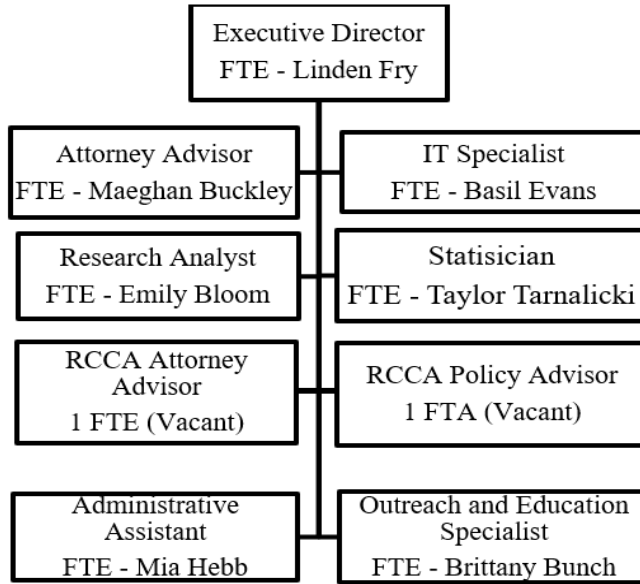 Executive Director
FTE - Linden Fry
Attorney Advisor
FTE - Maeghan Buckley
IT Specialist
FTE - Basil Evans
Research Analyst
FTE - Emily Bloom
Statisician
FTE - Taylor Tarnalicki
RCCA Attorney
Advisor
1 FTE (Vacant)
RCCA Policy Advisor
1 FTA (Vacant)
Administrative
Assistant
FTE - Mia Hebb
Outreach and Education
Specialist
FTE - Brittany Bunch